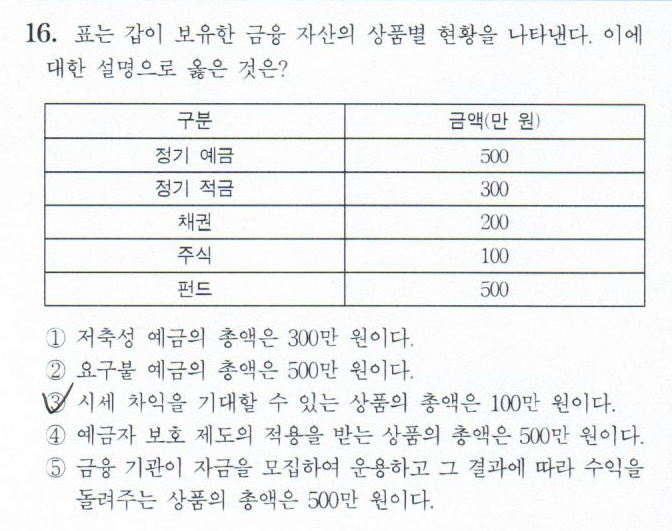 16. 표는 갑이 보유한 금융 자산의 상품별 현황을 나타낸다. 이에
대한 설명으로 옳은 것은?
구분 금액(만 원)
정기 예금 500
정기 적금 300
채권 200
주식 100
펀드 500
① 저축성 예금의 총액은 300만 원이다.
② 요구불 예금의 총액은 500만 원이다.
③ 시세 차익을 기대할 수 있는 상품의 총액은 100만 원이다.
④ 예금자 보호 제도의 적용을 받는 상품의 총액은 500만 원이다.
⑤ 금융 기관이 자금을 모집하여 운용하고 그 결과에 따라 수익을
돌려주는 상품의 총액은 500만 원이다.